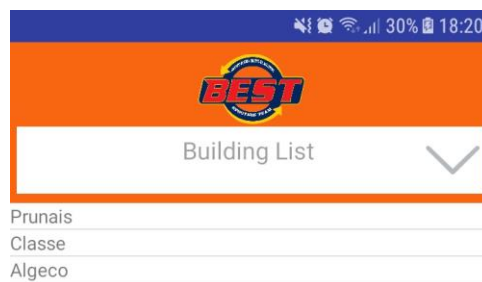 30% 18:20
BEST
Building List
Prunais
Classe
Algeco